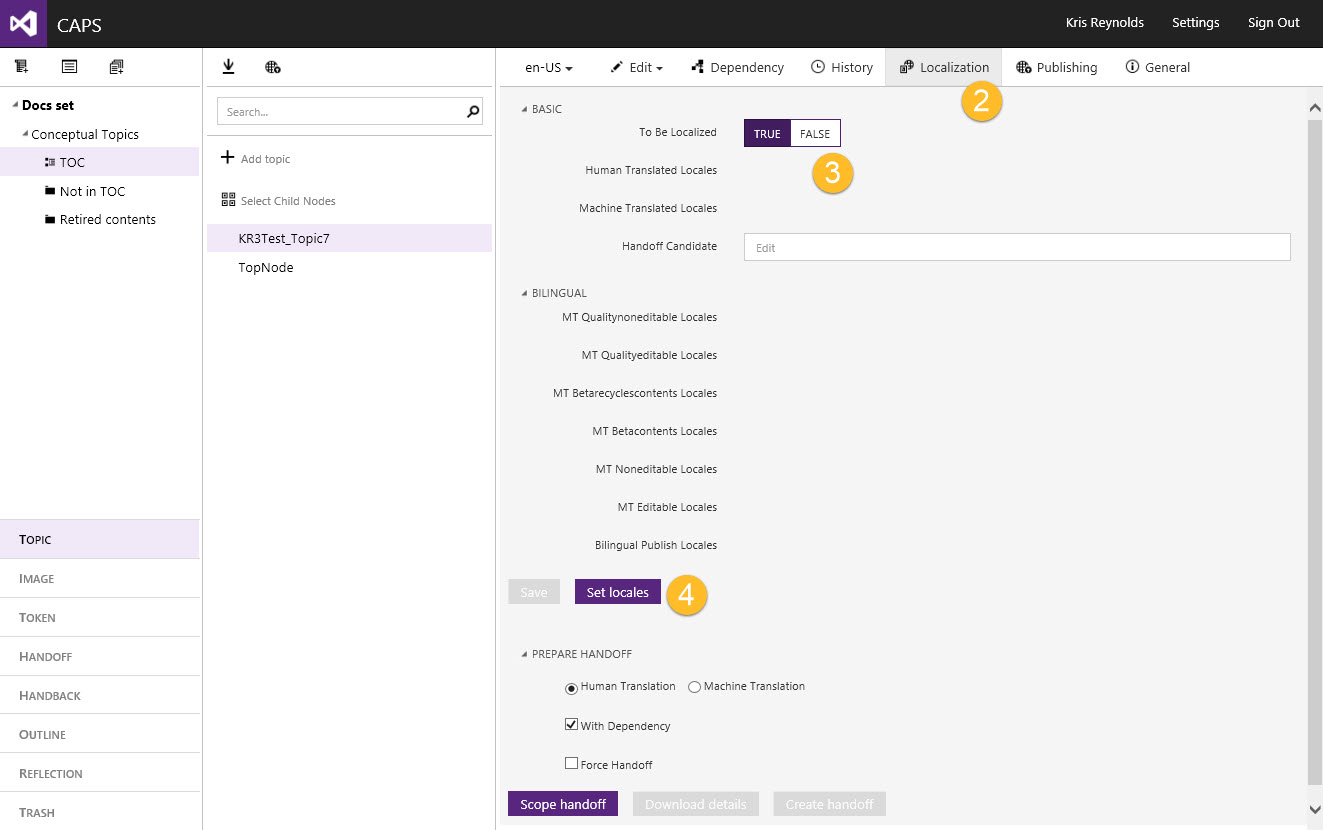 CAPS
Kris Reynolds Settings Sign Out
en-US Edit Dependency History Localization Publishing General
2
Docs set
Conceptual Topics
TOC
Not in TOC
Retired contents
Search...
Add topic
Select Child Nodes
KR3Test_Topic7
TopNode
BASIC
To Be Localized TRUE FALSE
3
Human Translated Locales
Machine Translated Locales
Handoff Candidate Edit
BILINGUAL
MT Qualitynoneditable Locales
MT Qualityeditable Locales
MT Betarecyclescontents Locales
MT Betacontents Locales
MT Noneditable Locales
MT Editable Locales
Bilingual Publish Locales
Save Set locales 4
PREPARE HANDOFF
Human Translation Machine Translation
With Dependency
Force Handoff
Scope handoff Download details Create handoff
TOPIC
IMAGE
TOKEN
HANDOFF
HANDBACK
OUTLINE
REFLECTION
TRASH